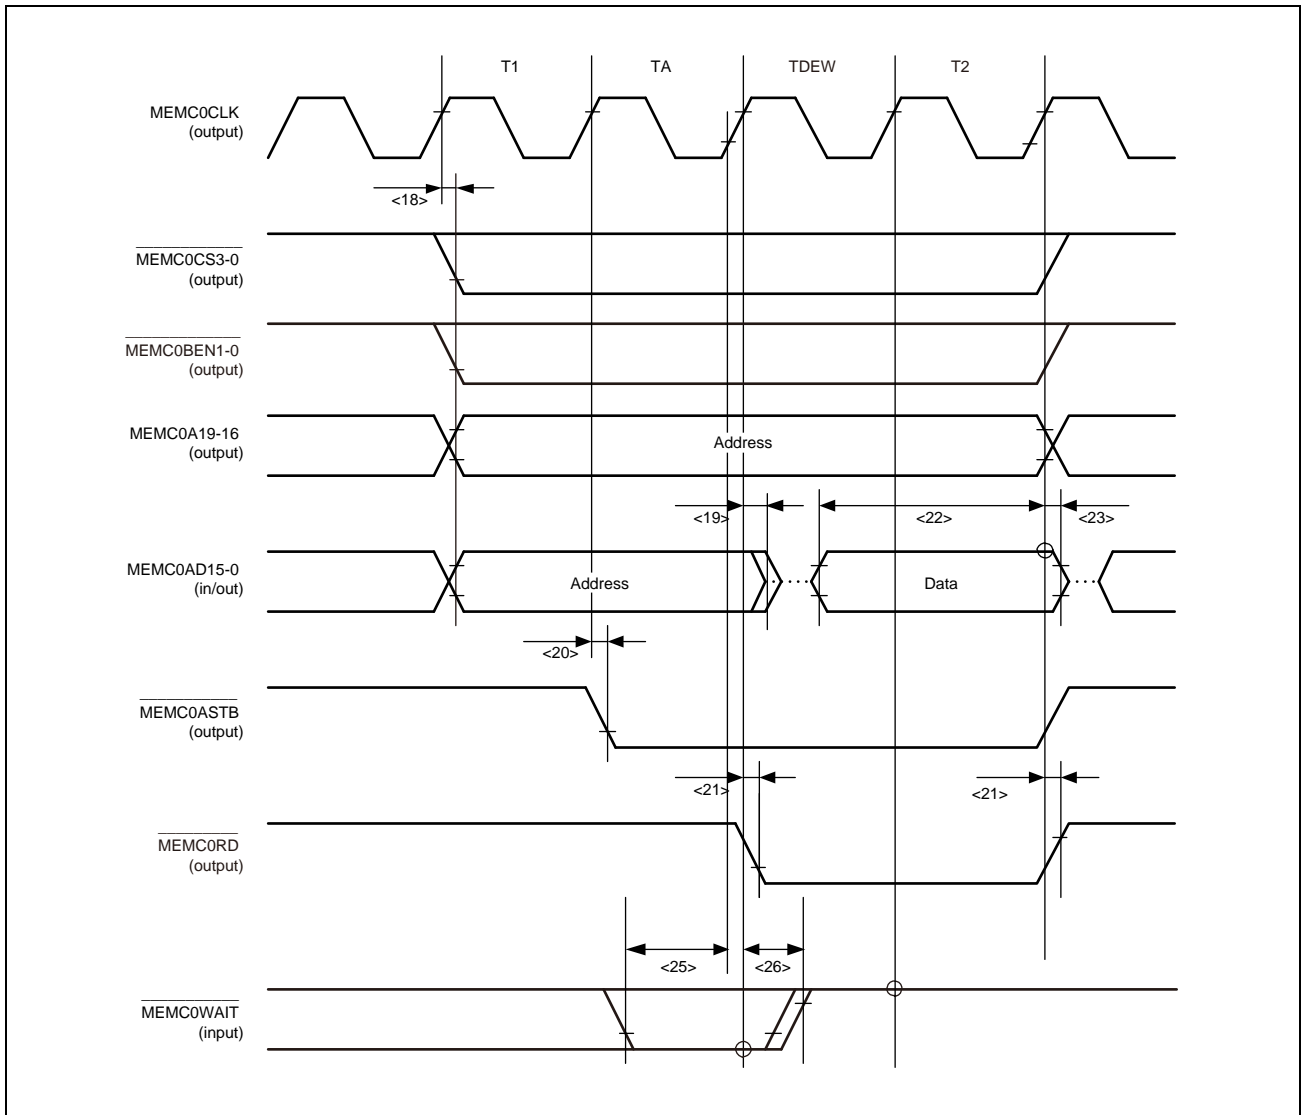 T1 TA TDEW T2
MEMC0CLK
(output)
<18>
MEMC0CS3-0
(output)
MEMC0BEN1-0
(output)
MEMC0A19-16
(output)
Address
<19> <22> <23>
MEMC0AD15-0
(in/out)
Address Data
<20>
MEMC0ASTB
(output)
<21> <21>
MEMC0RD
(output)
<25> <26>
MEMC0WAIT
(input)